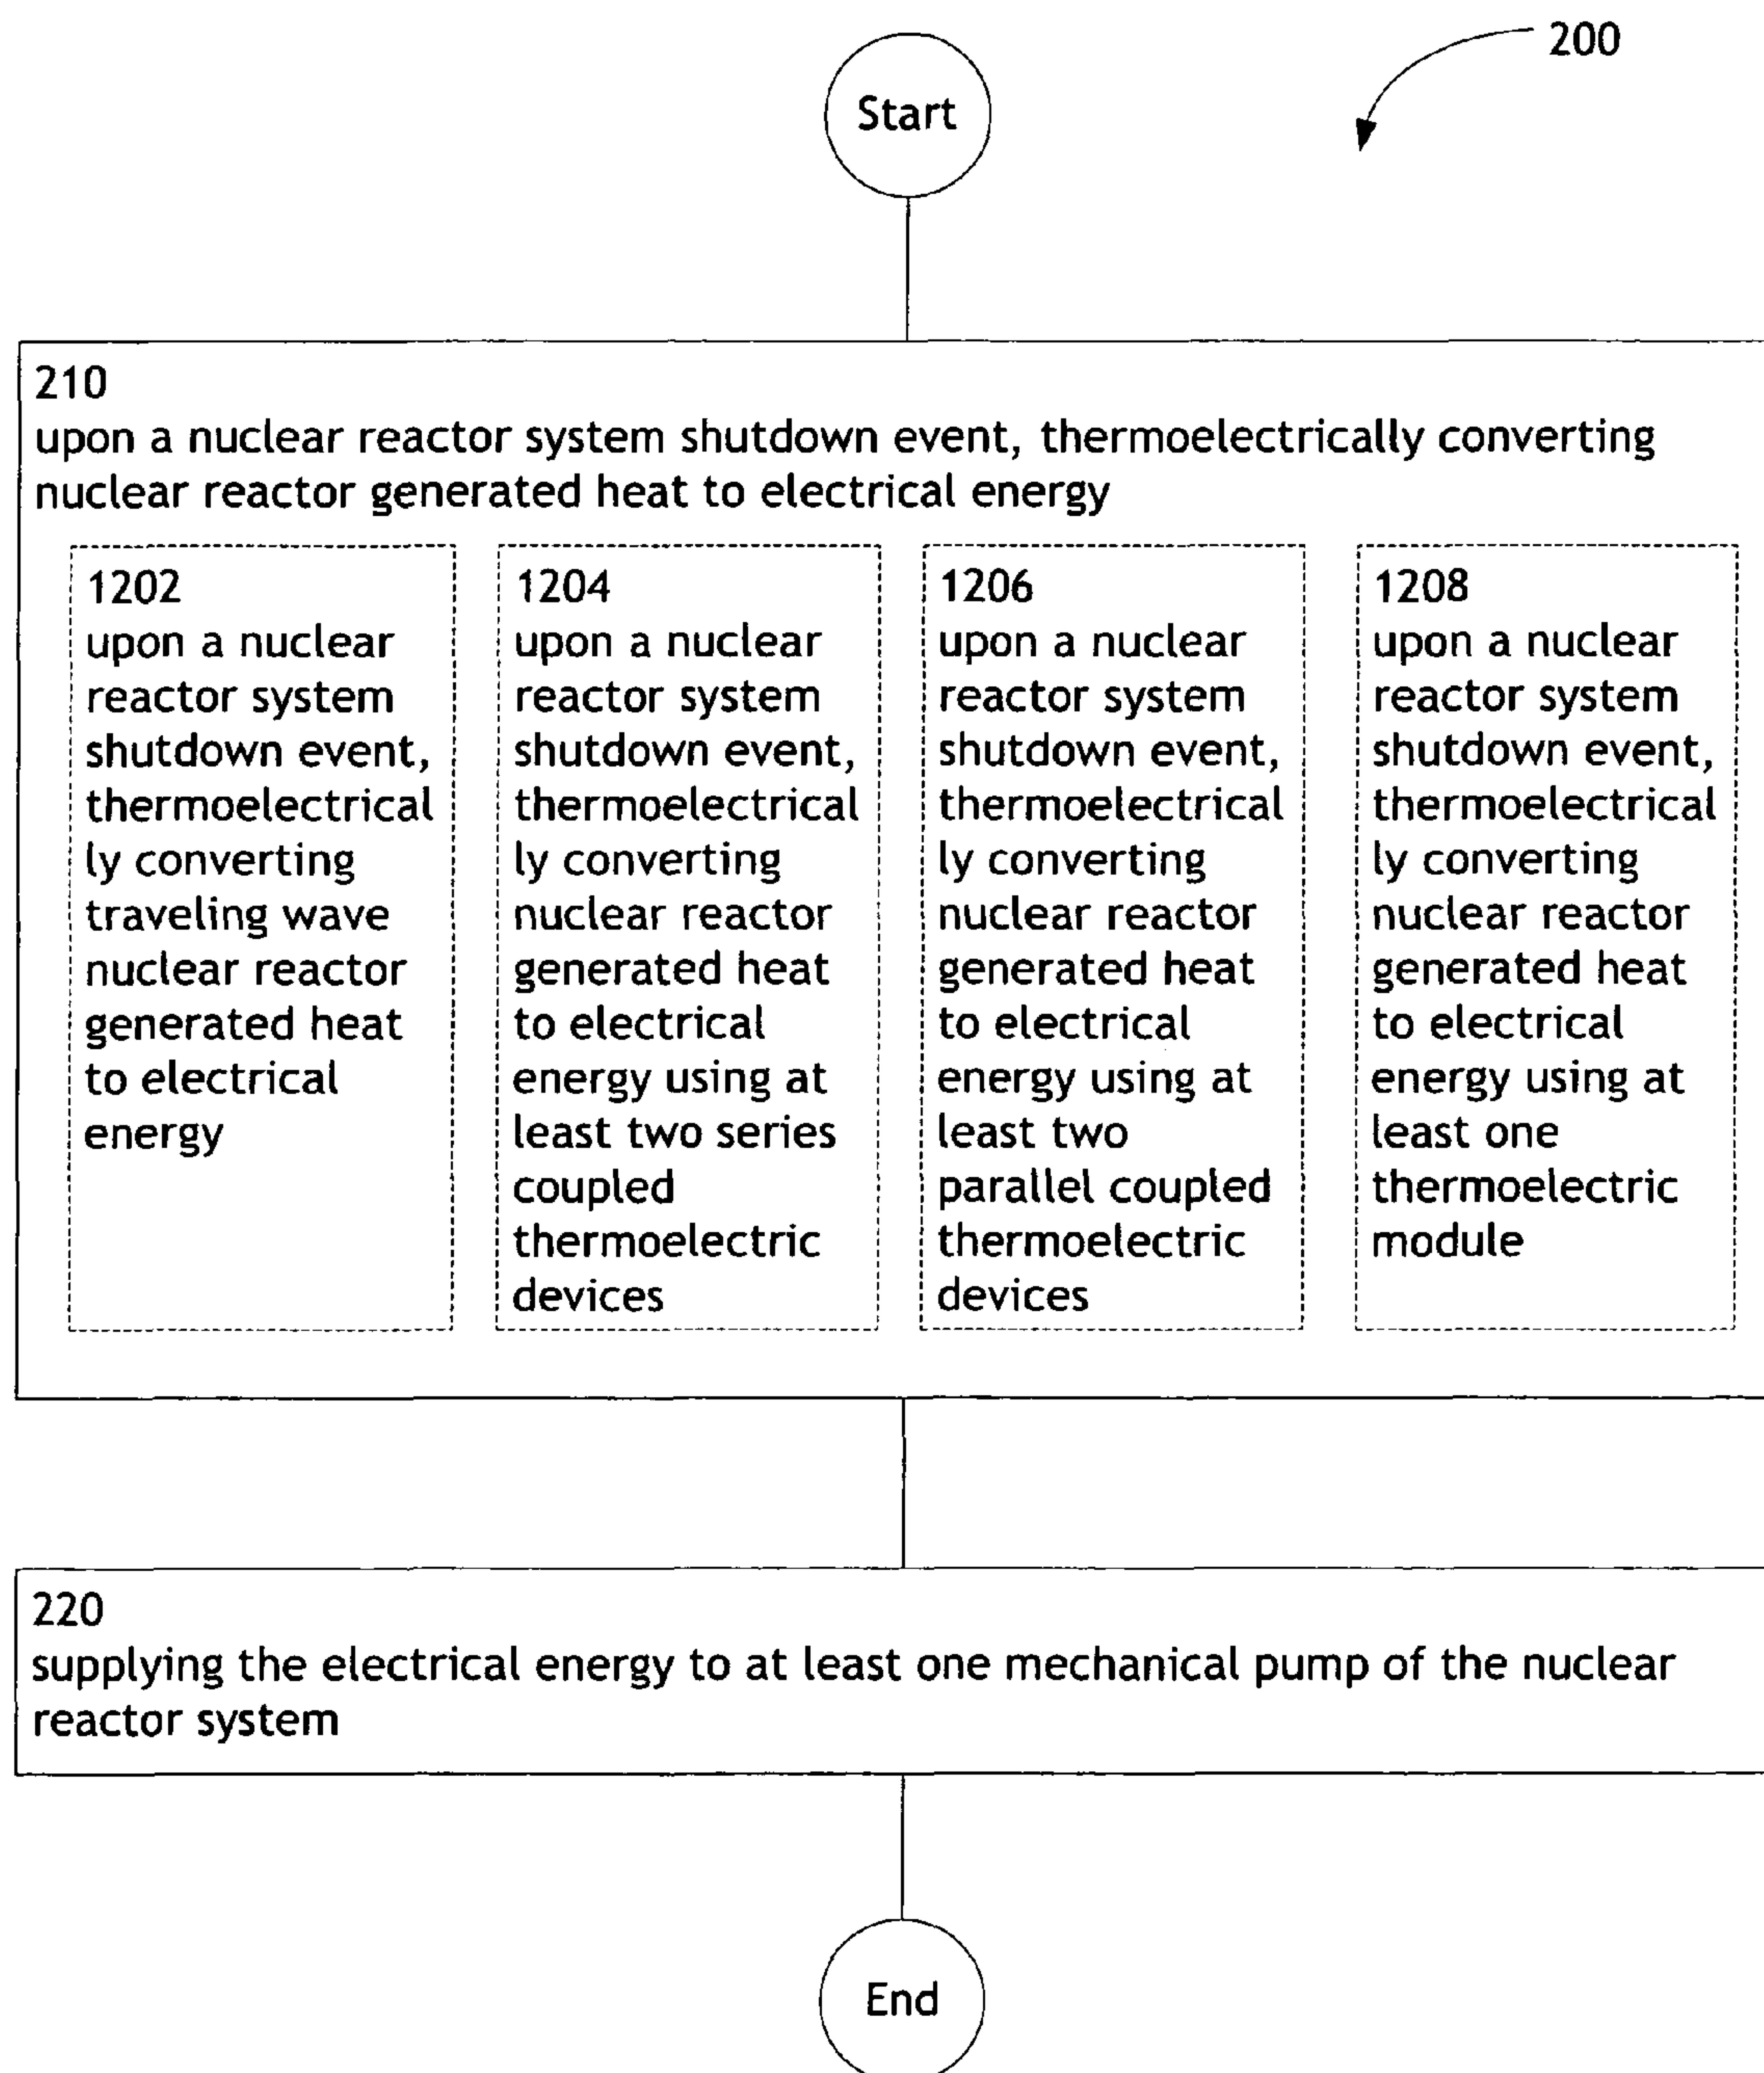 200
Start
210
upon a nuclear reactor system shutdown event, thermoelectrically converting
nuclear reactor generated heat to electrical energy
1202
upon a nuclear
reactor system
shutdown event,
thermoelectrical
ly converting
traveling wave
nuclear reactor
generated heat
to electrical
energy
1204
upon a nuclear
reactor system
shutdown event,
thermoelectrical
ly converting
nuclear reactor
generated heat
to electrical
energy using at
least two series
coupled
thermoelectric
devices
1206
upon a nuclear
reactor system
shutdown event,
thermoelectrical
ly converting
nuclear reactor
generated heat
to electrical
energy using at
least two
parallel coupled
thermoelectric
devices
1208
upon a nuclear
reactor system
shutdown event,
thermoelectrical
ly converting
nuclear reactor
generated heat
to electrical
energy using at
least one
thermoelectric
module
220
supplying the electrical energy to at least one mechanical pump of the nuclear
reactor system
End